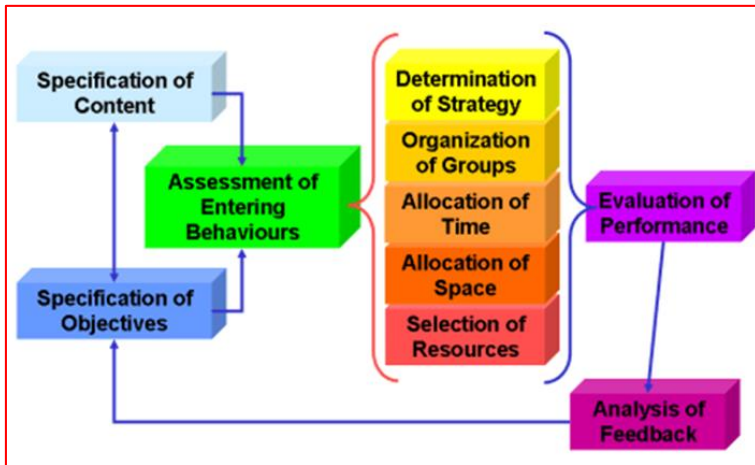 Specification of
Content
Assessment of
Entering
Behaviours
Specification of
Objectives
Determination
of Strategy
Organization
of Groups
Allocation of
Time
Allocation of
Space
Selection of
Resources
Evaluation of
Performance
Analysis of
Feedback